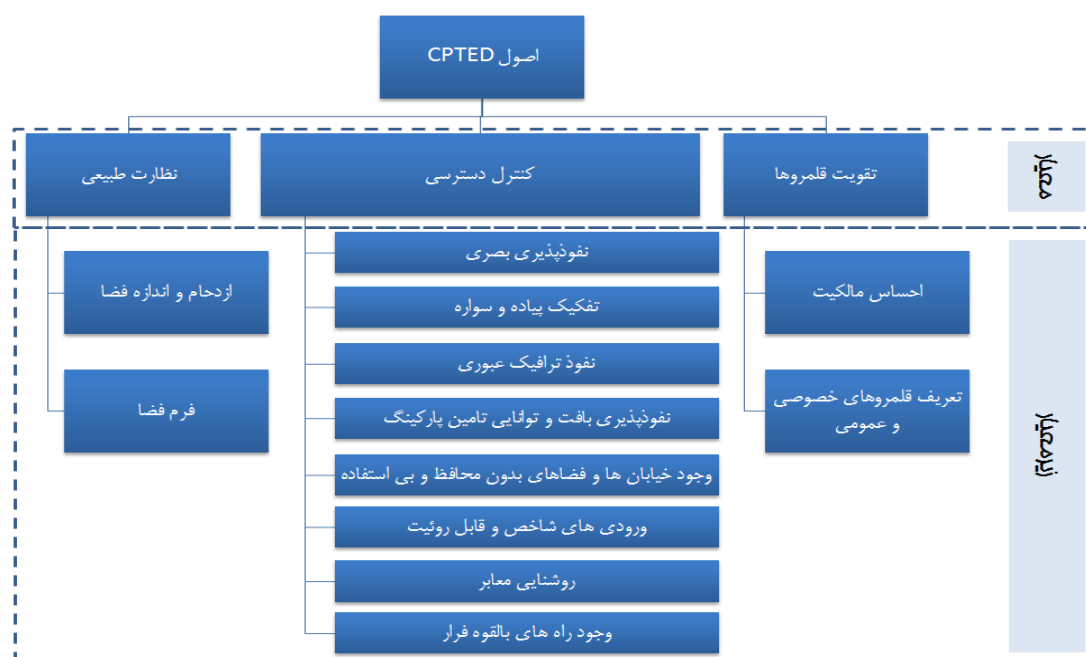 اصول CPTED
معیار
تقویت قلمروها
کنترل دسترسی
نظارت طبیعی
زیرمعیار
احساس مالکیت
تعریف قلمروهای خصوصی
و عمومی
نفوذپذیری بصری
تفکیک پیاده و سواره
نفوذ ترافیک عبوری
نفوذپذیری بافت و توانایی تامین پارکینگ
وجود خیابان ها و فضاهای بدون محافظ و بی استفاده
ورودی های شاخص و قابل روئیت
روشنایی معابر
وجود راه های بالقوه فرار
ازدحام و اندازه فضا
فرم فضا